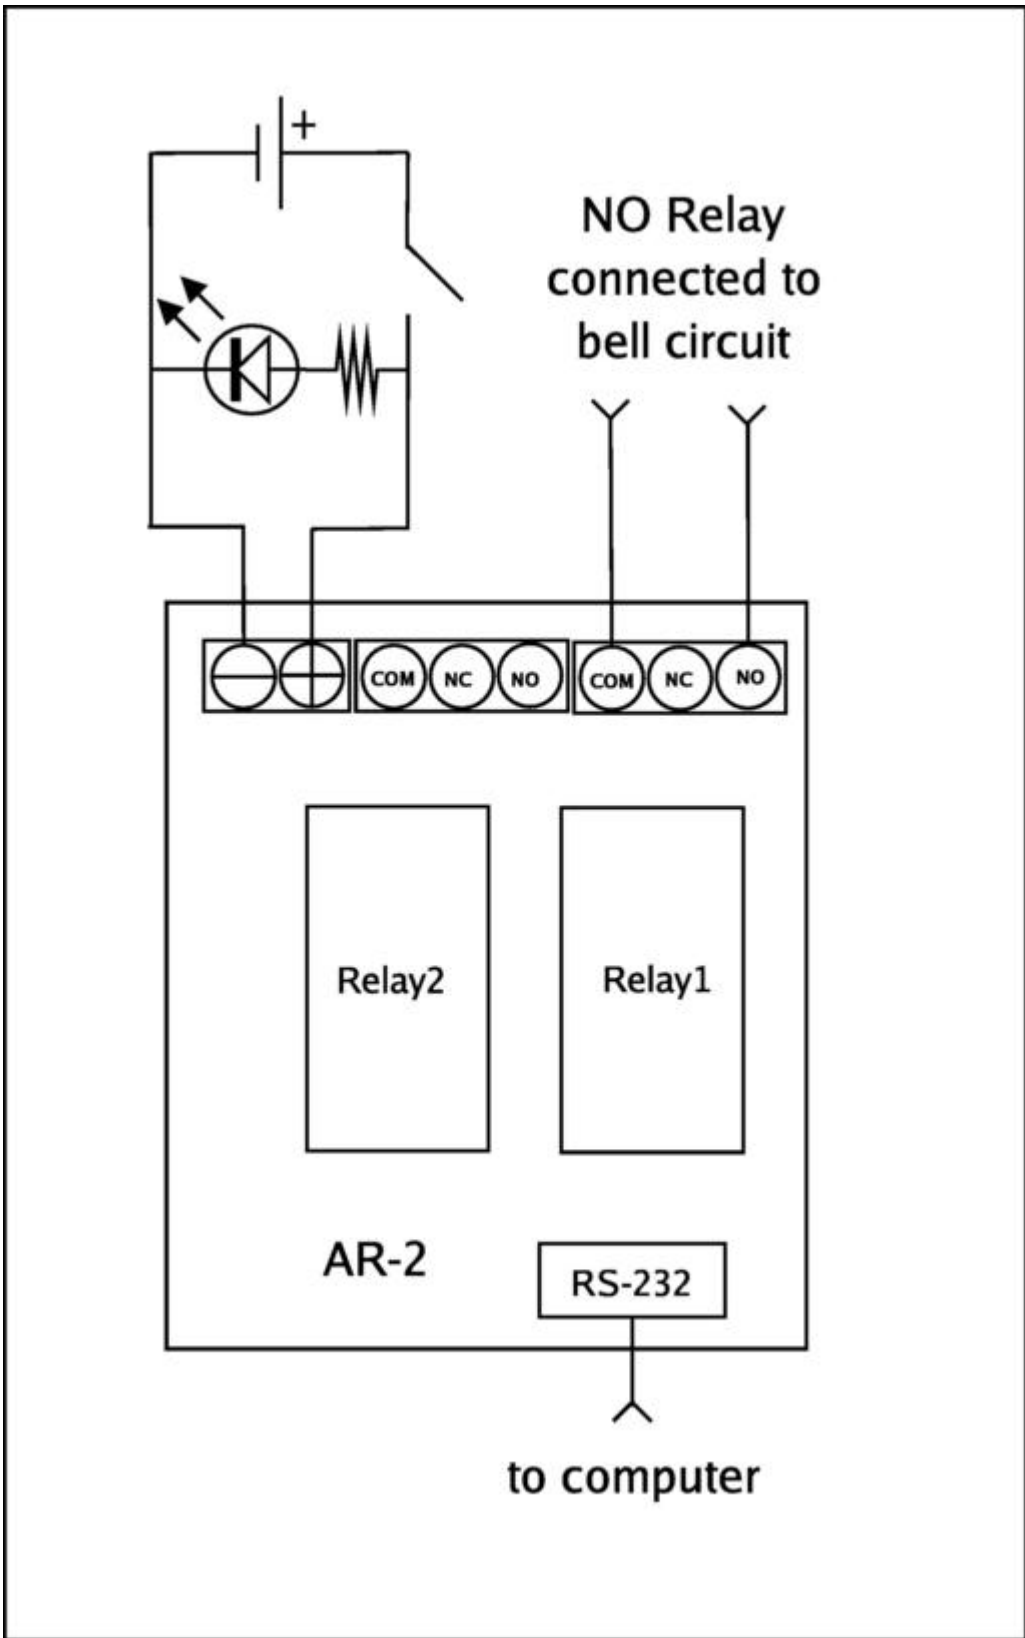 +
NO Relay
connected to
bell circuit
COM NC NO COM NC NO
Relay2 Relay1
AR-2
RS-232
to computer